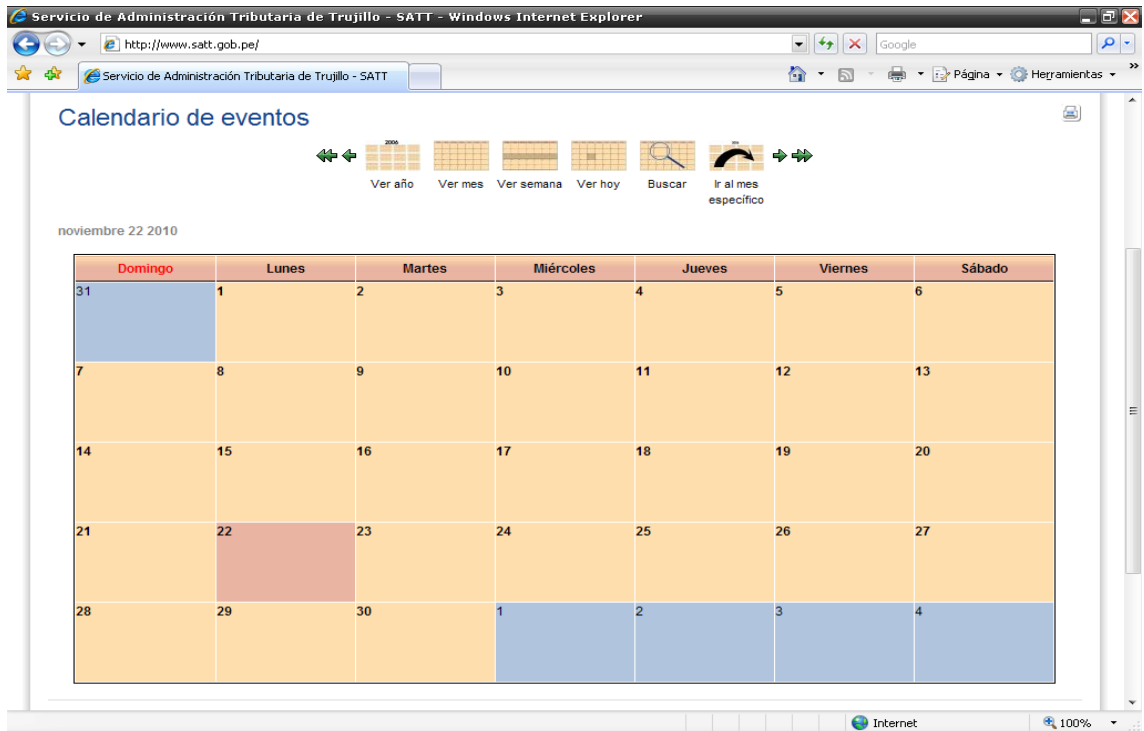 Servicio de Administración Tributaria de Trujillo - SATT - Windows Internet Explorer
http://www.satt.gob.pe/
Google
Servicio de Administración Tributaria de Trujillo - SATT
Página
Herramientas
Calendario de eventos
2006
Ver año Ver mes Ver semana Ver hoy Buscar Ir al mes
específico
noviembre 22 2010
Domingo Lunes Martes Miércoles Jueves Viernes Sábado
31 1 2 3 4 5 6
7 8 9 10 11 12 13
14 15 16 17 18 19 20
21 22 23 24 25 26 27
28 29 30 1 2 3 4
Internet 100%